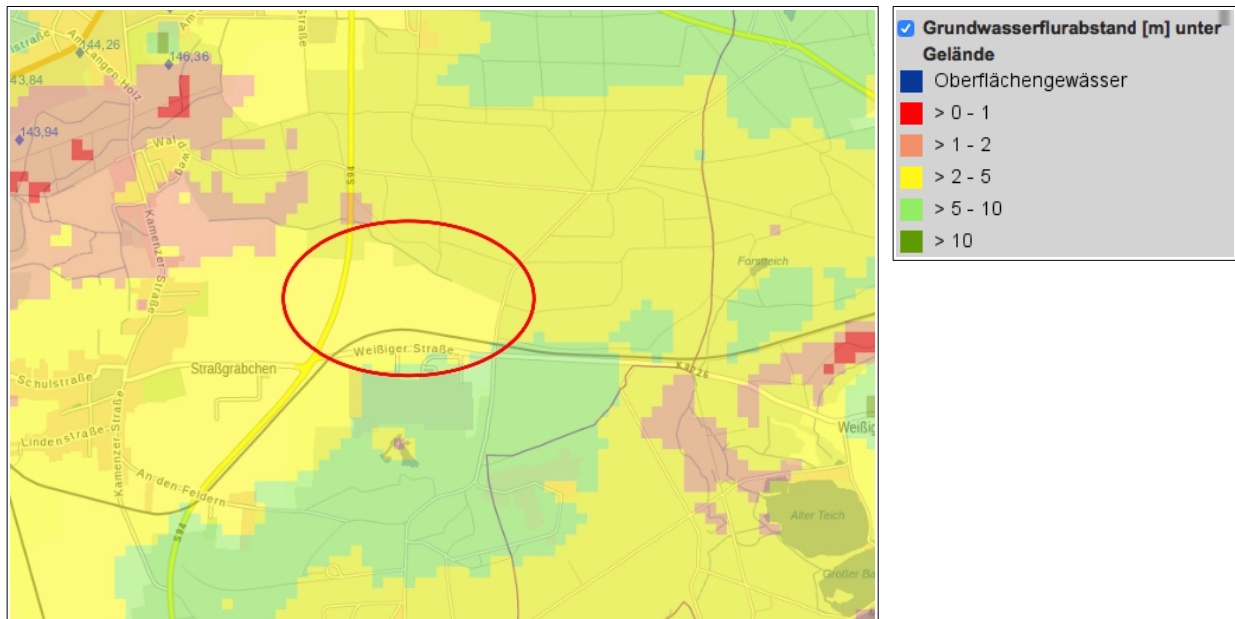 144,26
Am Langen Holz
146,36
43,84
143,94
Waldweg
S94
Kamenzer Straße
Forstteich
Weißiger Straße
K9226
Straßgräbchen
Schulstraße
Lindenstraße
Kamenzer Straße
Weißig
An den Feldern
S94
Alter Teich
Großer Ba
Grundwasserflurabstand [m] unter
Gelände
Oberflächengewässer
> 0 - 1
> 1 - 2
> 2 - 5
> 5 - 10
> 10